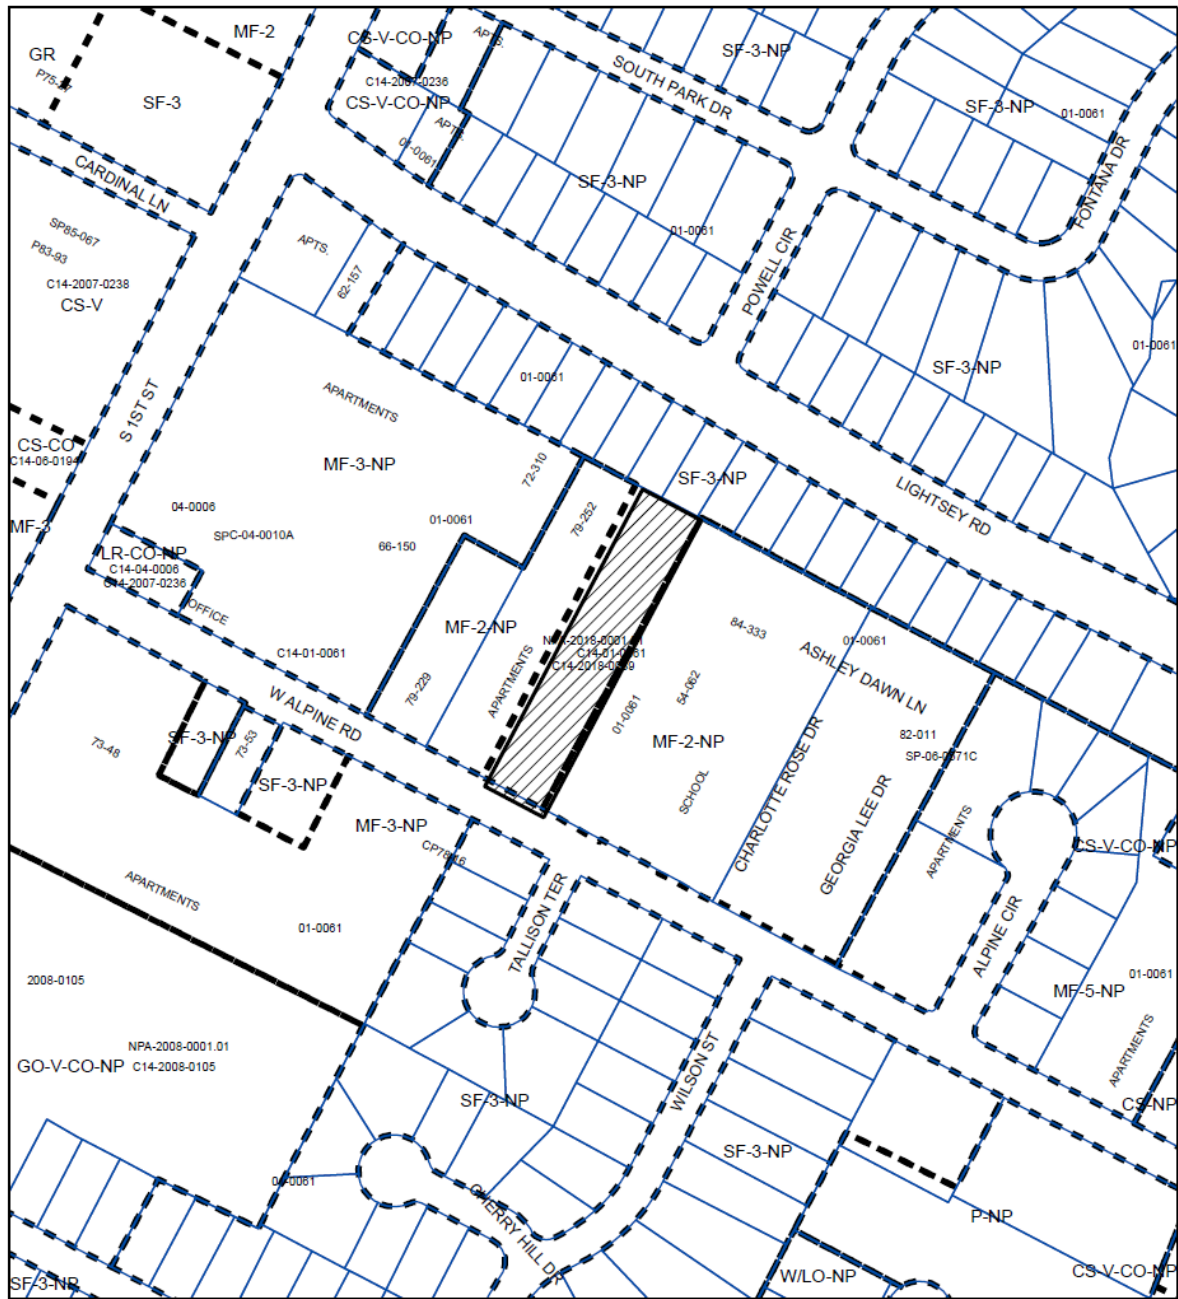 MF-2
CS-V-CO-NP
APTS.
SF-3-NP
GR
SOUTH PARK DR
C14-2007-0236
SF-3
CS-V-CO-NP
SF-3-NP
01-0061
APTS.
01-0061
CARDINAL LN
SF-3-NP
FONTANA DR
SP85-067
01-0061
APTS.
P83-93
62-157
C14-2007-0238
CS-V
POWELL CIR
01-0061
SF-3-NP
01-0061
APARTMENTS
S 1ST ST
CS-CO
C14-06-0194
MF-3-NP
72-310
SF-3-NP
LIGHTSEY RD
04-0006
01-0061
79-252
MF-3
SPC-04-0010A
66-150
LR-CO-NP
C14-04-0006
C14-2007-0236
OFFICE
MF-2-NP
84-333
01-0061
C14-01-0061
ASHLEY DAWN LN
C14-01-0061
79-229
APARTMENTS
54-062
01-0061
W ALPINE RD
SF-3-NP
73-53
73-48
MF-2-NP
82-011
SP-06-0671C
SCHOOL
CHARLOTTE ROSE DR
GEORGIA LEE DR
SF-3-NP
MF-3-NP
APARTMENTS
CS-V-CO-NP
APARTMENTS
TALLISON TER
01-0061
ALPINE CIR
2008-0105
01-0061
MF-5-NP
NPA-2008-0001.01
GO-V-CO-NP
C14-2008-0105
APARTMENTS
WILSON ST
SF-3-NP
CS-NP
SF-3-NP
01-0061
CHERRY HILL DR
P-NP
SF-3-NP
W/LO-NP
CS-V-CO-NP